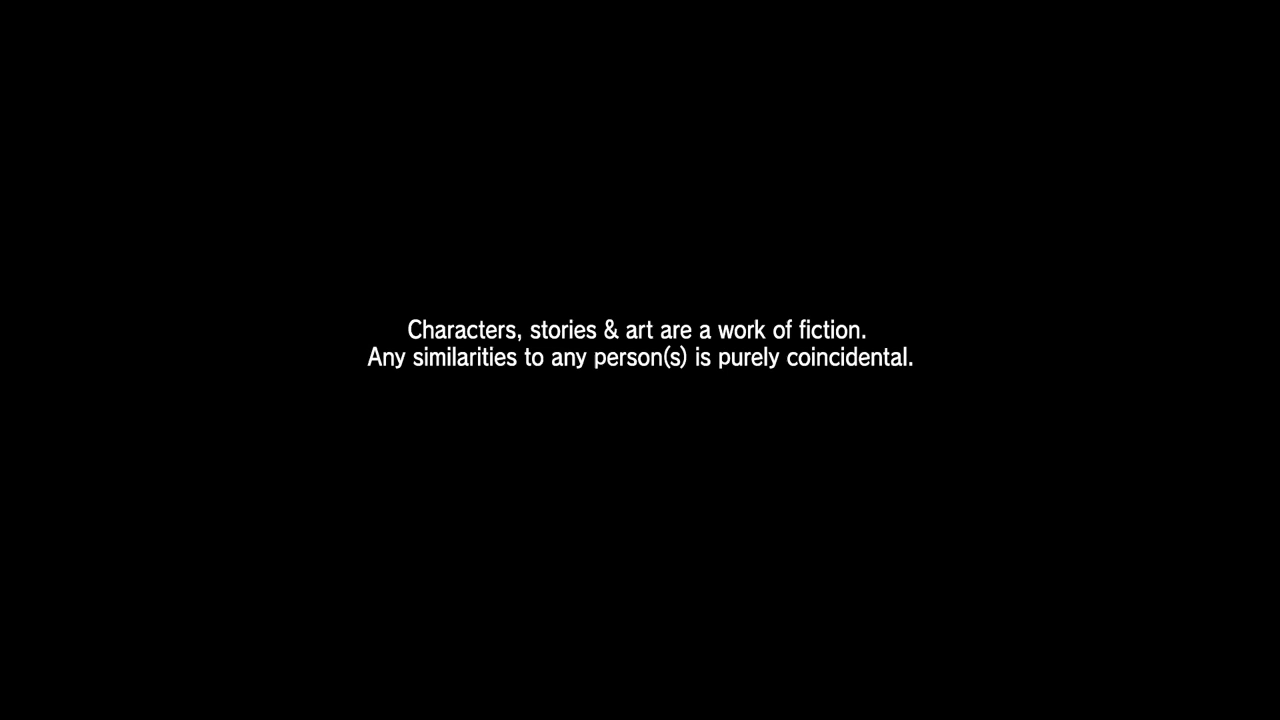 Characters, stories & art are a work of fiction.
Any similarities to any person(s) is purely coincidental.